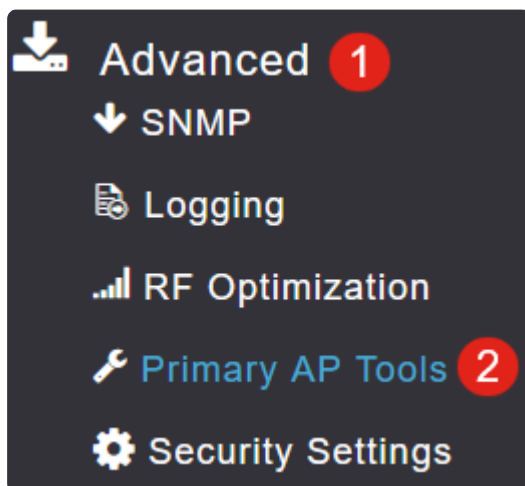 Advanced 1
SNMP
Logging
RF Optimization
Primary AP Tools 2
Security Settings